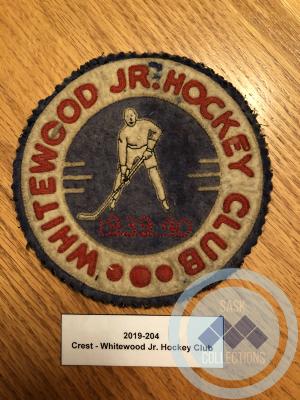 WHITEWOOD JR. HOCKEY CLUB
2019-204
Crest - Whitewood Jr. Hockey Club
SASK
COLLECTIONS